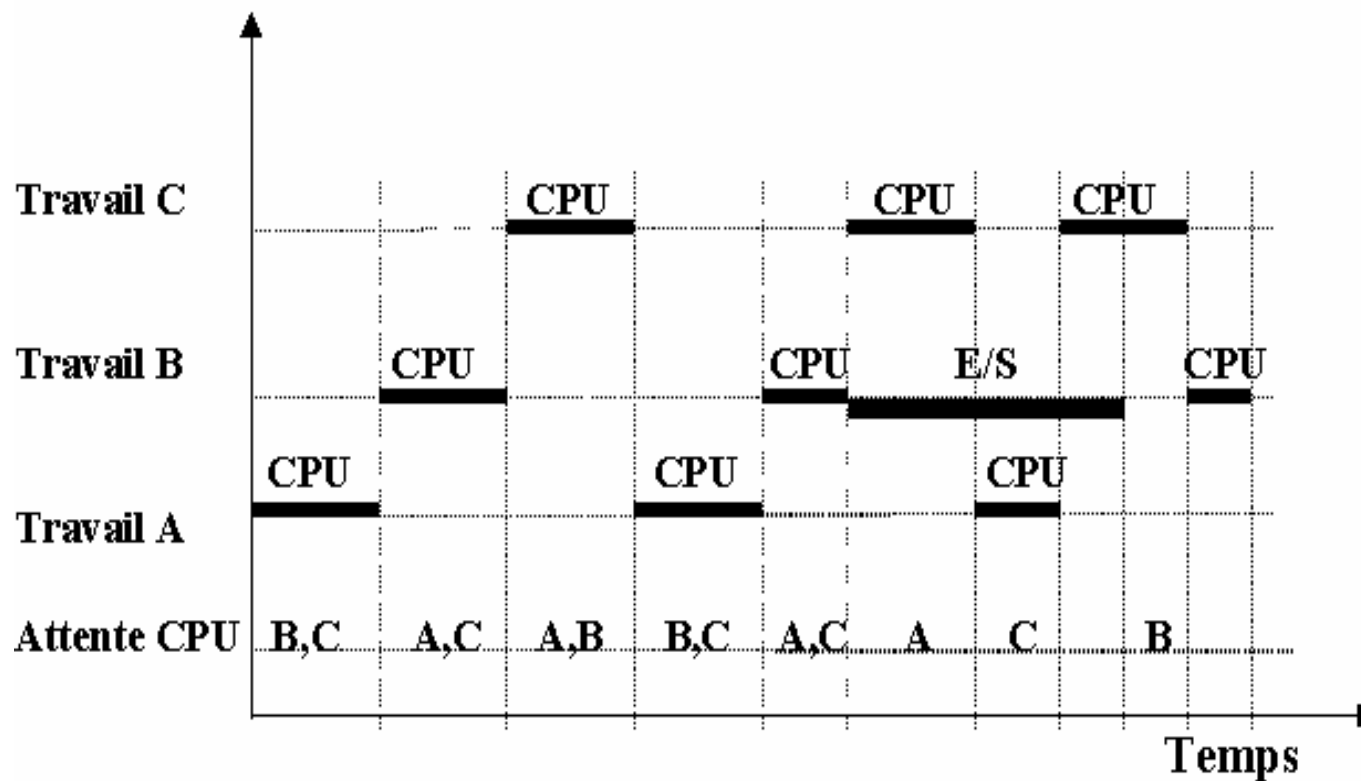 Travail C
CPU CPU CPU
Travail B
CPU CPU E/S CPU
Travail A
CPU CPU CPU
Attente CPU B,C A,C A,B B,C A,C A C B
Temps